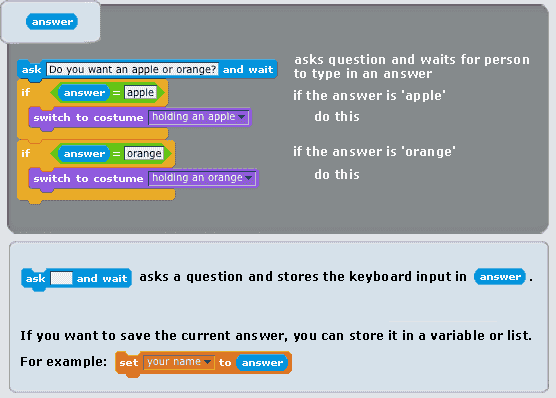 answer
ask Do you want an apple or orange? and wait
asks question and waits for person
to type in an answer
if answer = apple
if the answer is 'apple'
switch to costume holding an apple
do this
if answer = orange
if the answer is 'orange'
switch to costume holding an orange
do this
ask and wait asks a question and stores the keyboard input in answer .
If you want to save the current answer, you can store it in a variable or list.
For example: set your name to answer